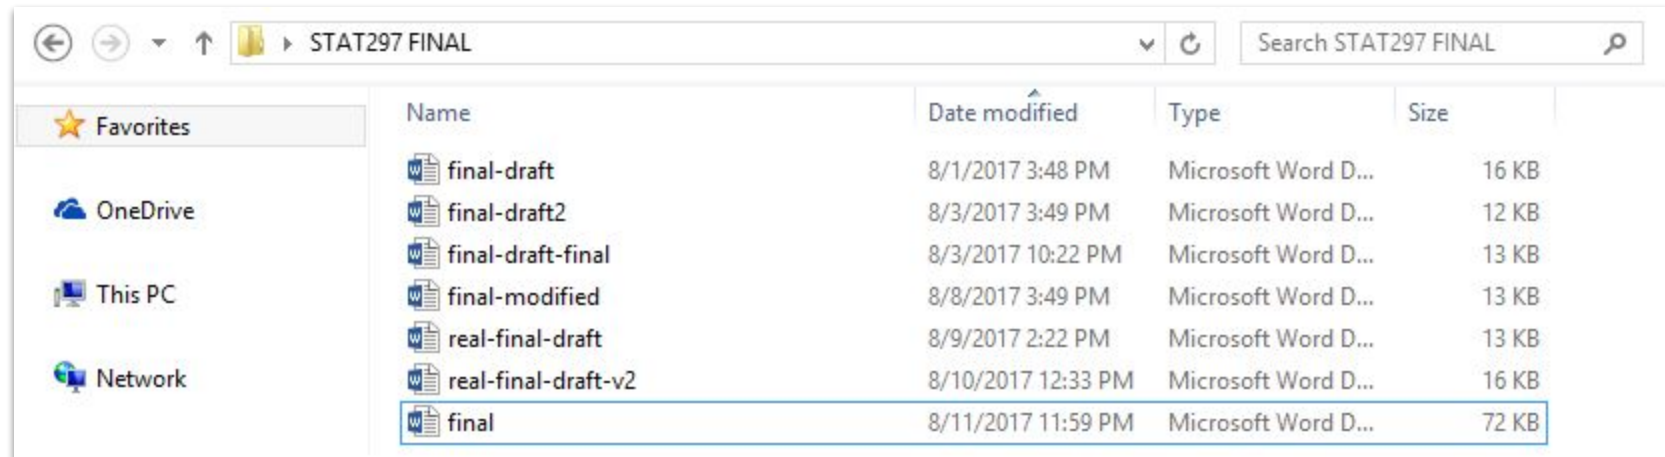 STAT297 FINAL
Search STAT297 FINAL
Favorites
OneDrive
This PC
Network
Name Date modified Type Size
final-draft 8/1/2017 3:48 PM Microsoft Word D... 16 KB
final-draft2 8/3/2017 3:49 PM Microsoft Word D... 12 KB
final-draft-final 8/3/2017 10:22 PM Microsoft Word D... 13 KB
final-modified 8/8/2017 3:49 PM Microsoft Word D... 13 KB
real-final-draft 8/9/2017 2:22 PM Microsoft Word D... 13 KB
real-final-draft-v2 8/10/2017 12:33 PM Microsoft Word D... 16 KB
final 8/11/2017 11:59 PM Microsoft Word D... 72 KB